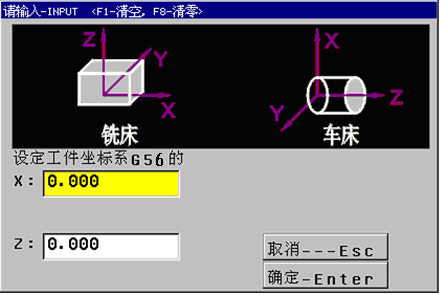 请输入-INPUT <F1-清空, F8-清零>
Z Y X
X Y Z
铣床 车床
设定工件坐标系G56的
X: 0.000
Z: 0.000
取消---Esc
确定-Enter